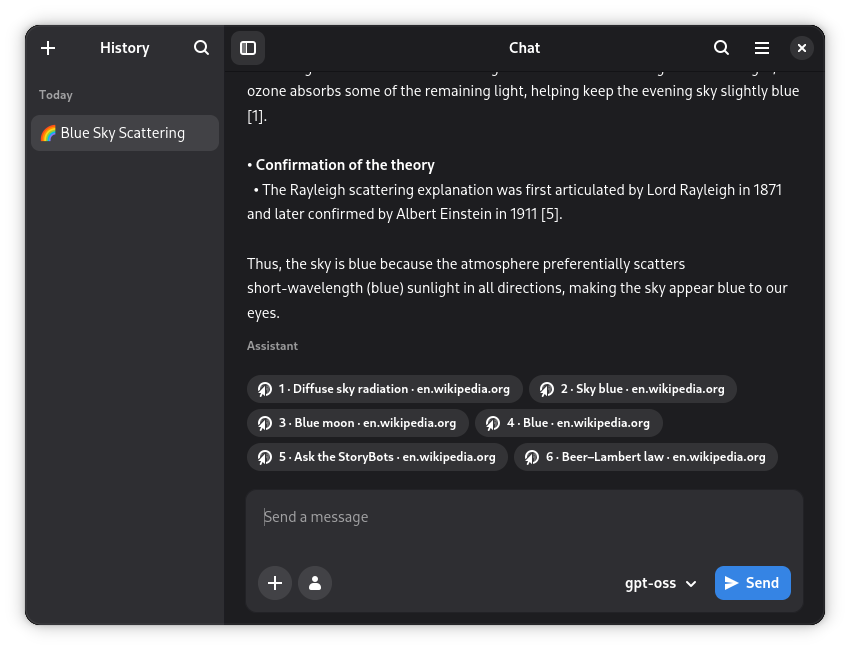 History
Chat
Today
🌈 Blue Sky Scattering
ozone absorbs some of the remaining light, helping keep the evening sky slightly blue
[1].
• Confirmation of the theory
• The Rayleigh scattering explanation was first articulated by Lord Rayleigh in 1871
and later confirmed by Albert Einstein in 1911 [5].
Thus, the sky is blue because the atmosphere preferentially scatters
short-wavelength (blue) sunlight in all directions, making the sky appear blue to our
eyes.
Assistant
1 · Diffuse sky radiation · en.wikipedia.org
2 · Sky blue · en.wikipedia.org
3 · Blue moon · en.wikipedia.org
4 · Blue · en.wikipedia.org
5 · Ask the StoryBots · en.wikipedia.org
6 · Beer–Lambert law · en.wikipedia.org
Send a message
gpt-oss
Send